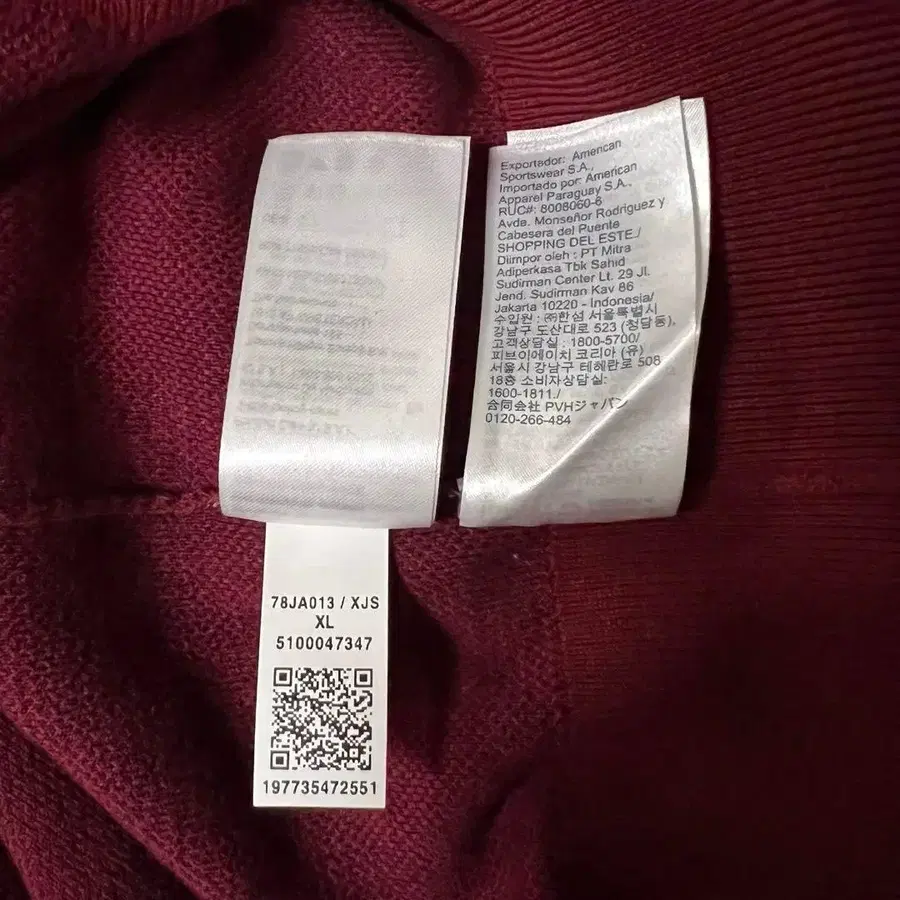 Exportador: American
Sportswear S.A.,
Importado por: American
Apparel Paraguay S.A.,
RUC#: 8008060-6
Avda. Monseñor Rodriguez y
Cabesera del Puente
SHOPPING DEL ESTE./
Diimpor oleh : PT Mitra
Adiperkasa Tbk Sahid
Sudirman Center Lt. 29 Jl.
Jend. Sudirman Kav 86
Jakarta 10220 - Indonesia/
수입원 : ㈜한섬 서울특별시
강남구 도산대로 523 (청담동),
고객상담실 : 1800-5700/
피브이에이치 코리아 (유)
서울시 강남구 테헤란로 508
18층 소비자상담실:
1600-1811./
合同会社 PVHジャパン
0120-266-484
78JA013 / XJS
XL
5100047347
197735472551